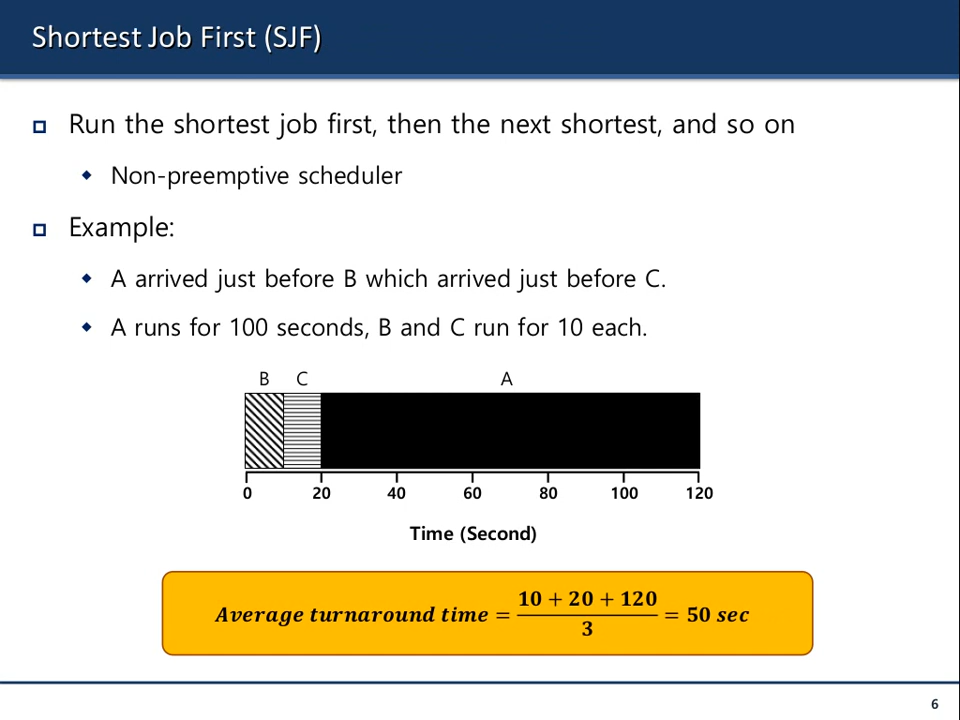 Shortest Job First (SJF)
Run the shortest job first, then the next shortest, and so on
Non-preemptive scheduler
Example:
A arrived just before B which arrived just before C.
A runs for 100 seconds, B and C run for 10 each.
B C A
0 20 40 60 80 100 120
Time (Second)
Average turnaround time = (10 + 20 + 120)/3 = 50 sec
6